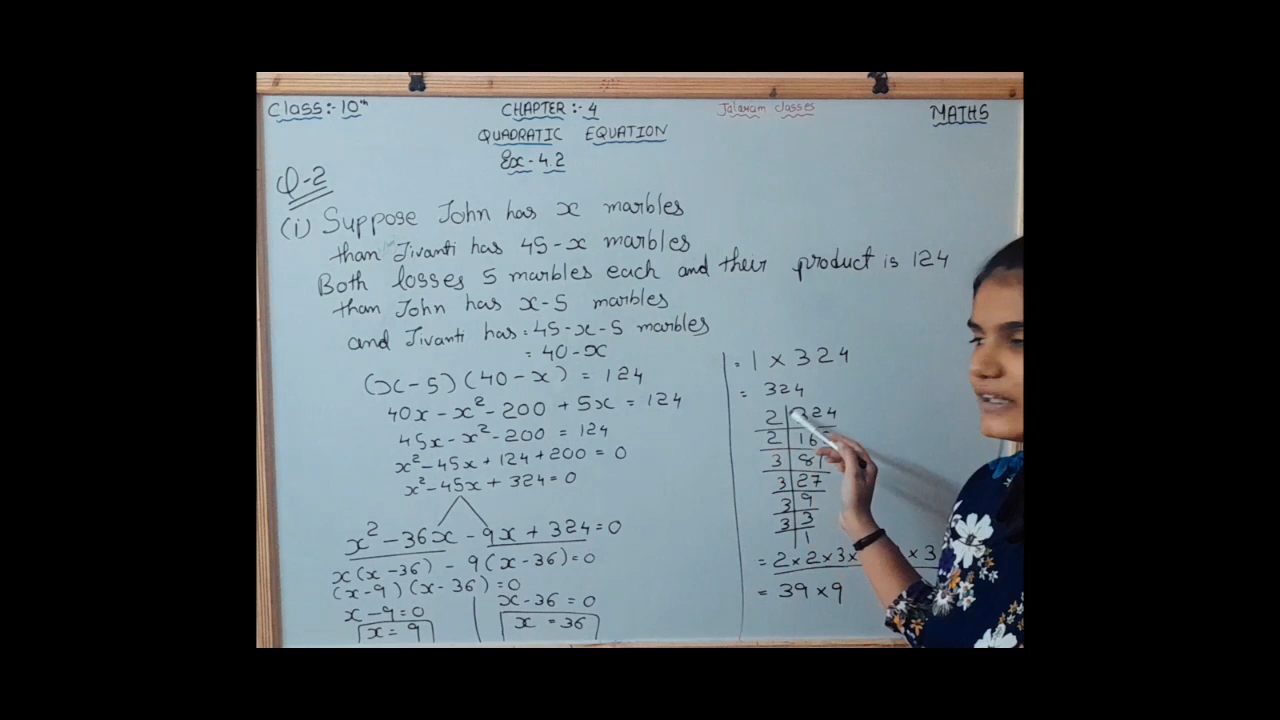 Class:- 10th
CHAPTER :- 4
Jalaram classes
MATHS
QUADRATIC EQUATION
Ex - 4.2
Q-2
(i) Suppose John has x marbles
than Jivanti has 45-x marbles
Both losses 5 marbles each and their product is 124
than John has x-5 marbles
and Jivanti has = 45-x-5 marbles
= 40-x
(x-5)(40-x) = 124
40x - x² - 200 + 5x = 124
45x - x² - 200 = 124
x² - 45x + 124 + 200 = 0
x² - 45x + 324 = 0
x² - 36x - 9x + 324 = 0
x(x-36) - 9(x-36) = 0
(x-9)(x-36) = 0
x-9=0
x = 9
x-36 = 0
x = 36
= 1 × 324
= 324
2 | 324
2 | 16
3 | 81
3 | 27
3 | 9
3 | 3
1
= 2×2×3× × 3
= 39 × 9